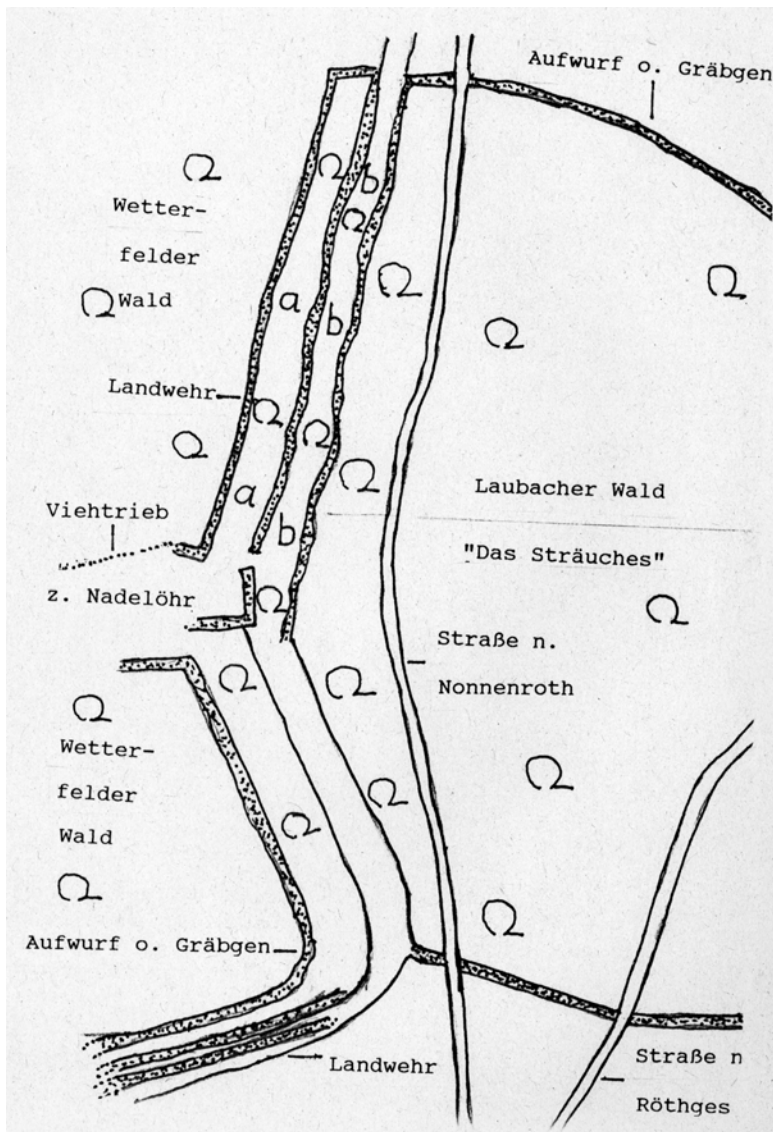 Aufwurf o. Gräbgen
b
Wetter-
felder
Wald
a
b
Landwehr
a
Laubacher Wald
Viehtrieb
b
"Das Sträuches"
z. Nadelöhr
Straße n.
Nonnenroth
Wetter-
felder
Wald
Aufwurf o. Gräbgen
Landwehr
Straße n
Röthges